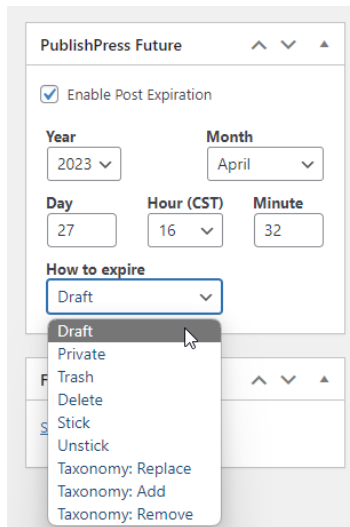 PublishPress Future
Enable Post Expiration
Year Month
2023 April
Day Hour (CST) Minute
27 16 32
How to expire
Draft
Draft
Private
Trash
Delete
Stick
Unstick
Taxonomy: Replace
Taxonomy: Add
Taxonomy: Remove